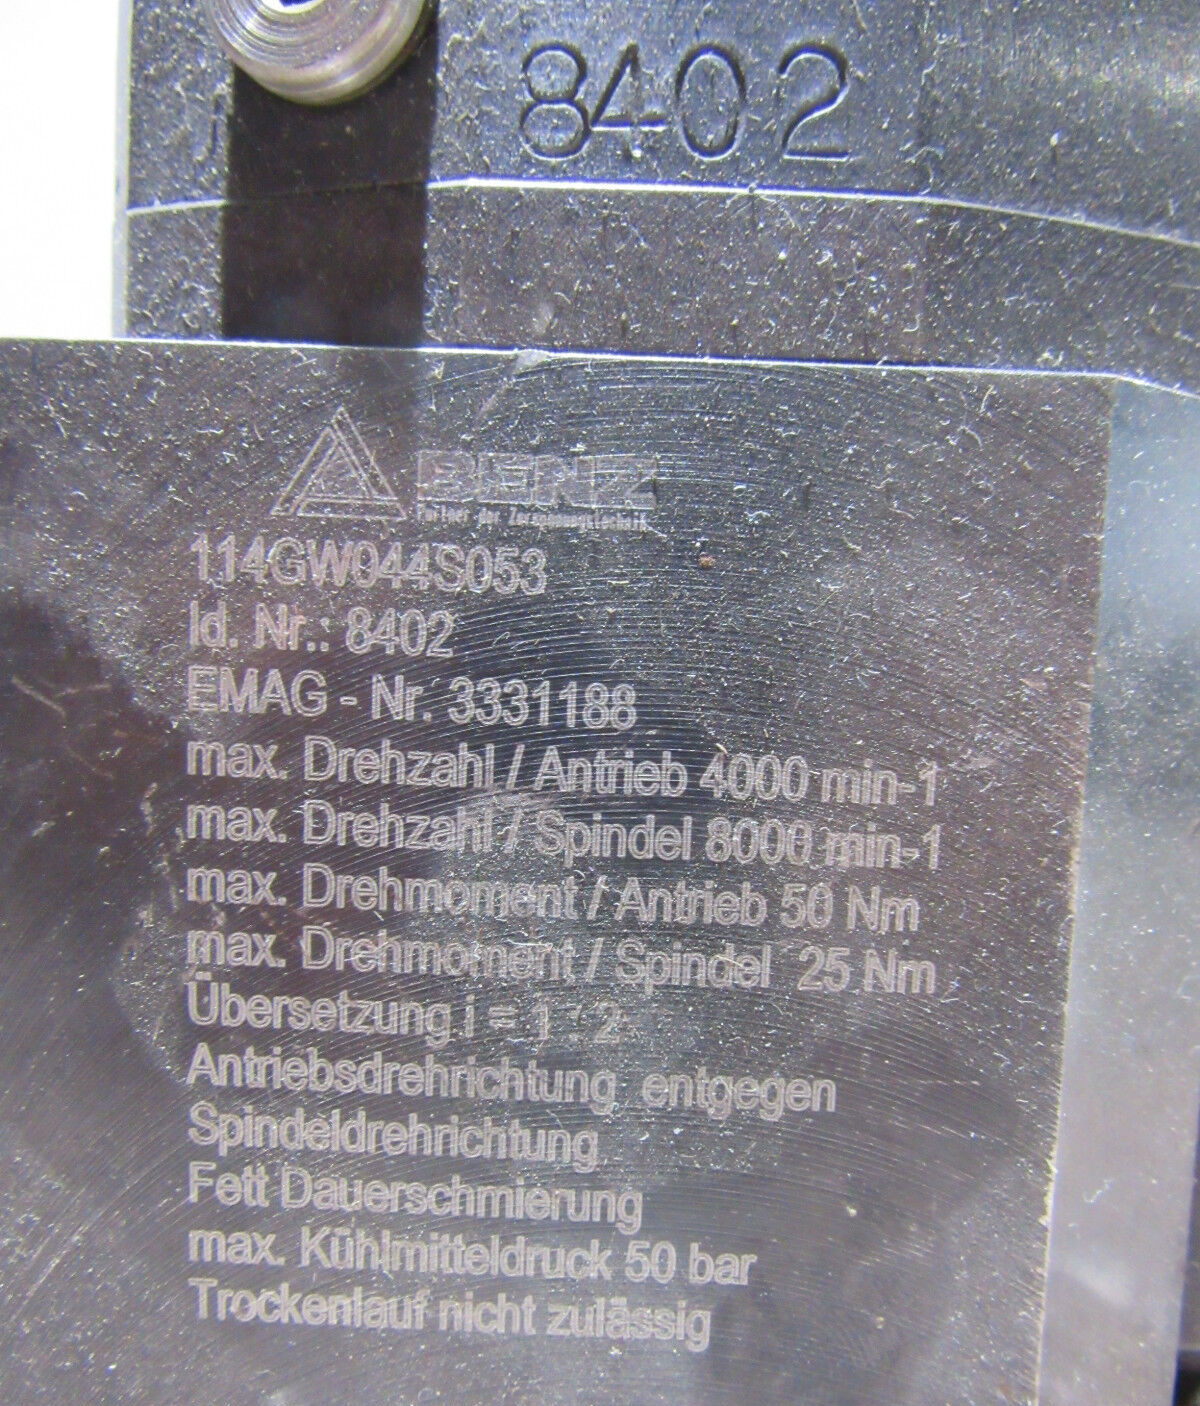 8402
BENZ
Partner der Zerspanungstechnik
114GW044S053
Id. Nr.: 8402
EMAG - Nr. 3331188
max. Drehzahl / Antrieb 4000 min-1
max. Drehzahl / Spindel 8000 min-1
max. Drehmoment / Antrieb 50 Nm
max. Drehmoment / Spindel 25 Nm
Übersetzung i = 1 : 2
Antriebsdrehrichtung entgegen
Spindeldrehrichtung
Fett Dauerschmierung
max. Kühlmitteldruck 50 bar
Trockenlauf nicht zulässig